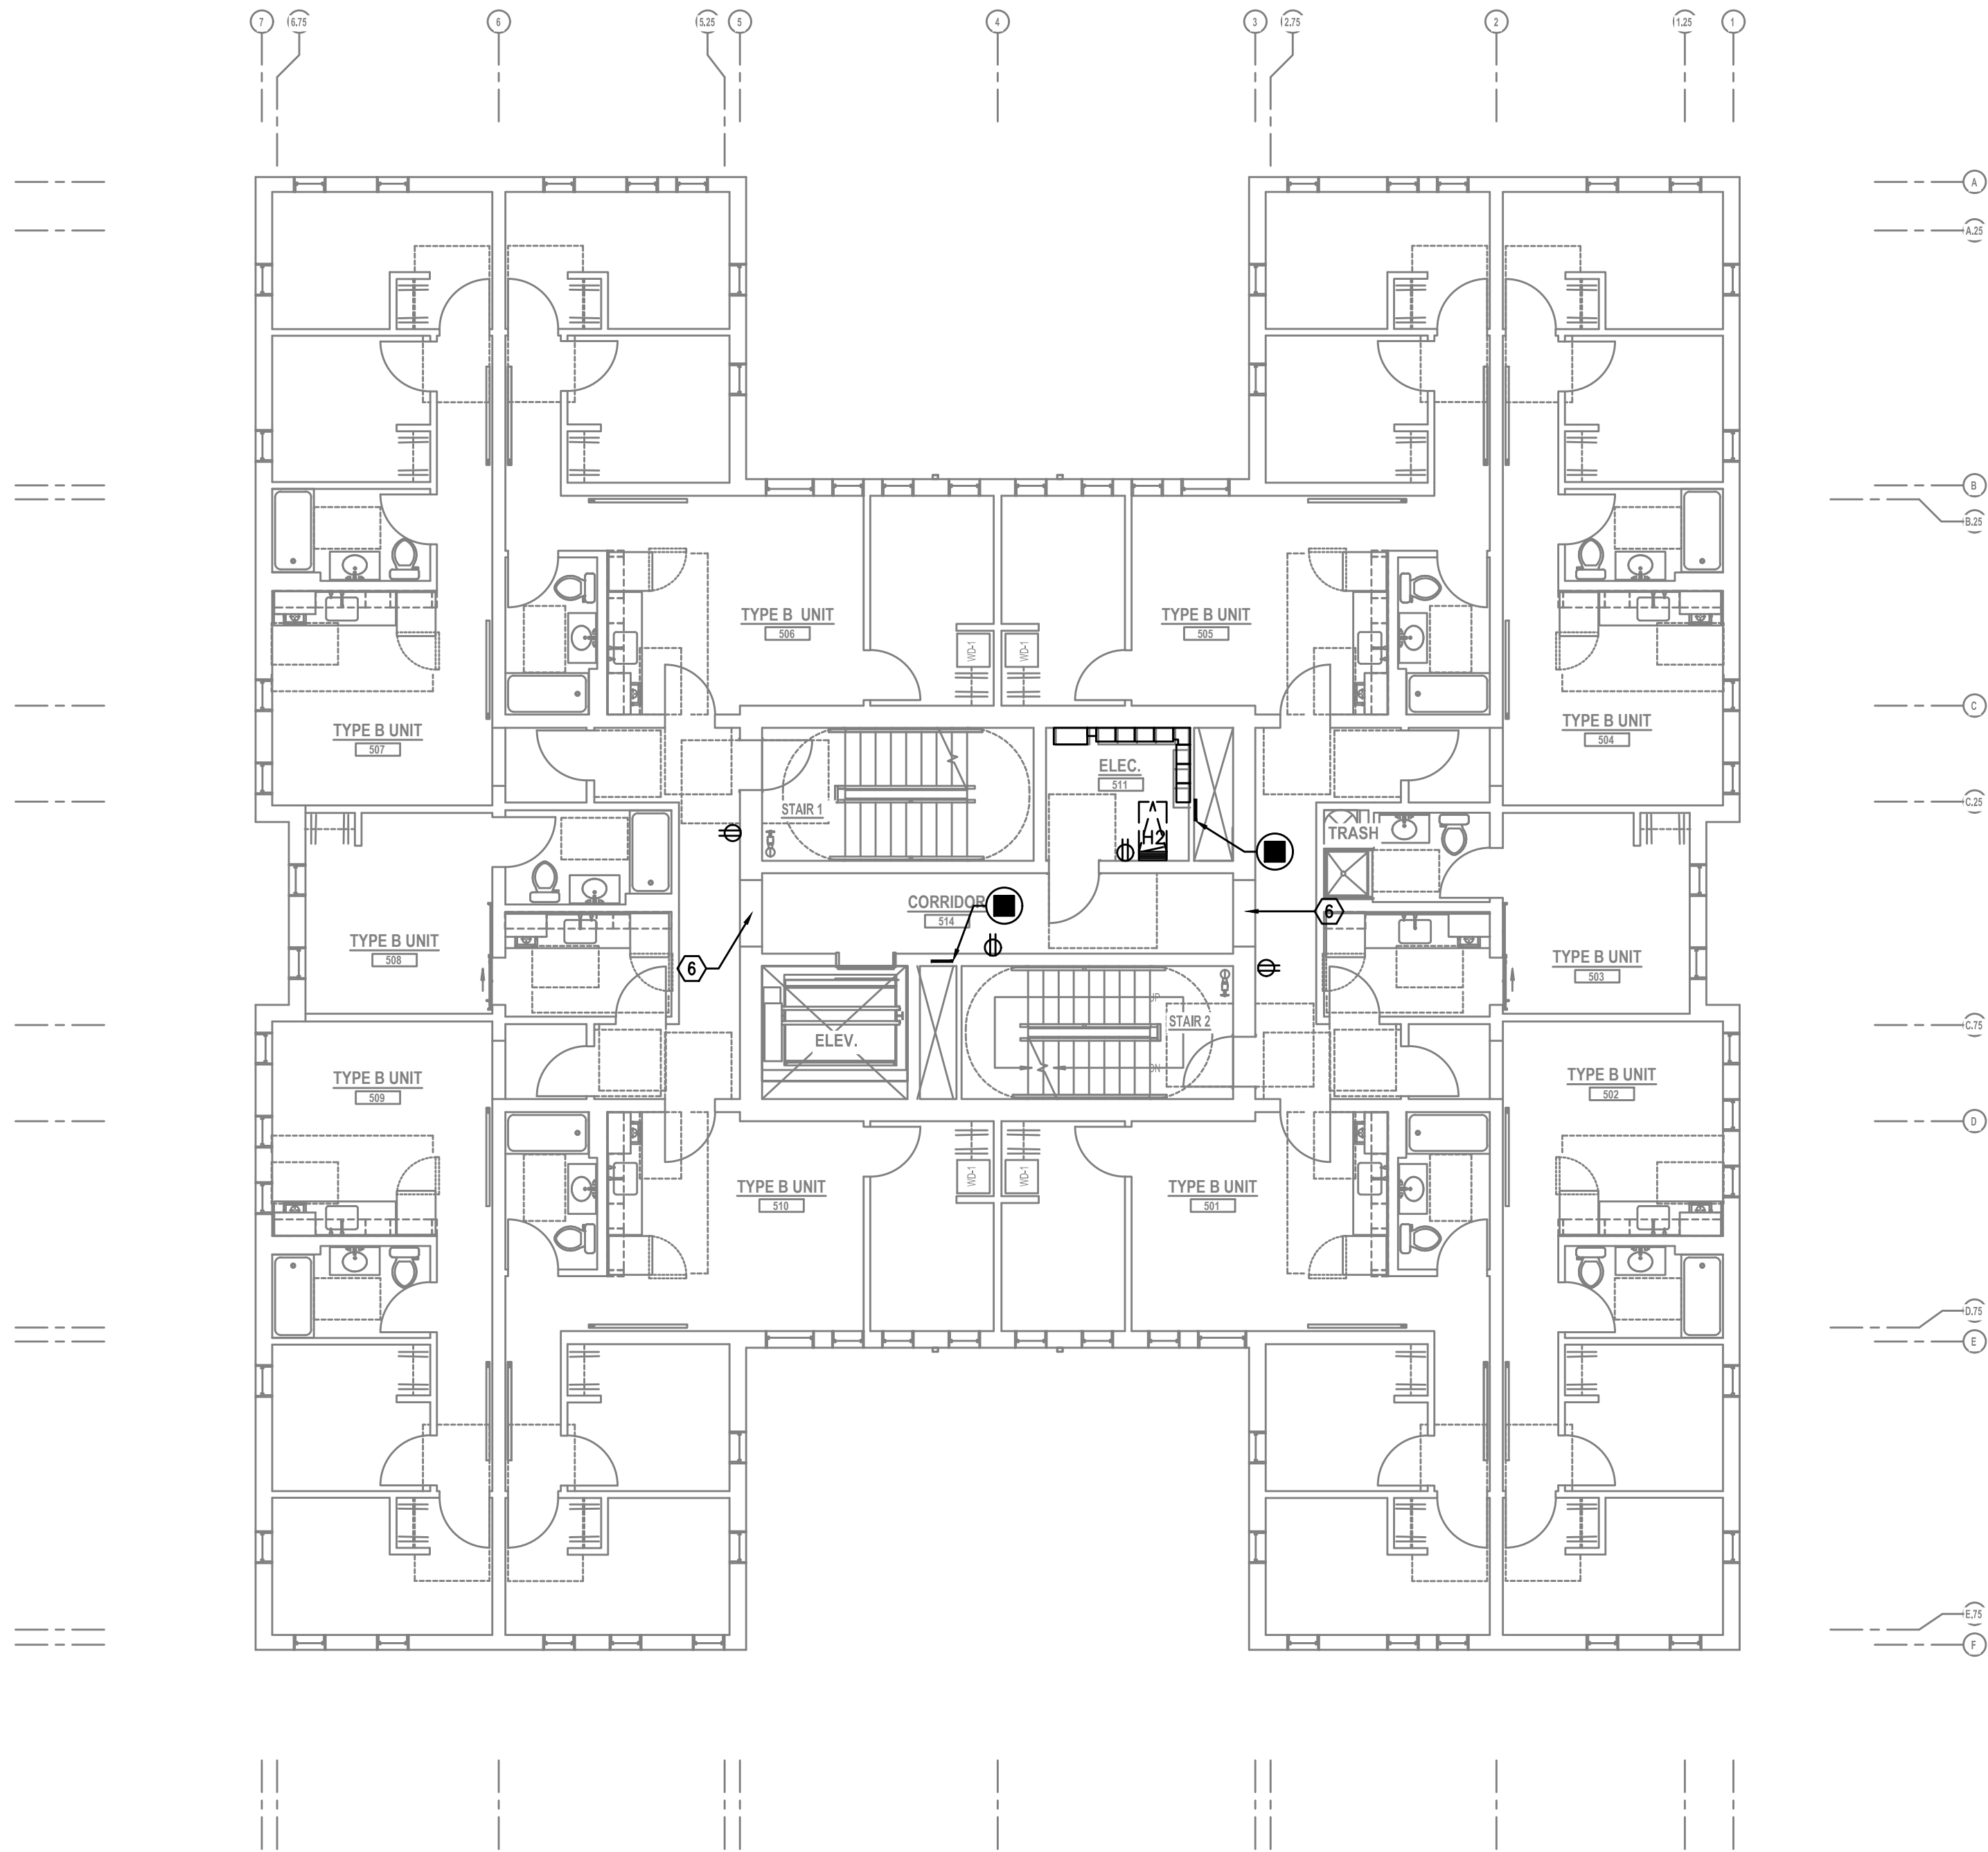 7 6.75 6 5.25 5 4 3 2.75 2 1.25 1
A
A.25
B
B.25
TYPE B  UNIT
506
TYPE B  UNIT
505
WD-1
WD-1
C
TYPE B UNIT
507
TYPE B UNIT
504
ELEC.
511
STAIR 1
C.25
TRASH
H2
CORRIDOR
514
6
TYPE B UNIT
508
6
TYPE B UNIT
503
UP
STAIR 2
C.75
ELEV.
DN
TYPE B UNIT
509
TYPE B UNIT
502
D
WD-1
WD-1
TYPE B UNIT
510
TYPE B UNIT
501
D.75
E
E.75
F